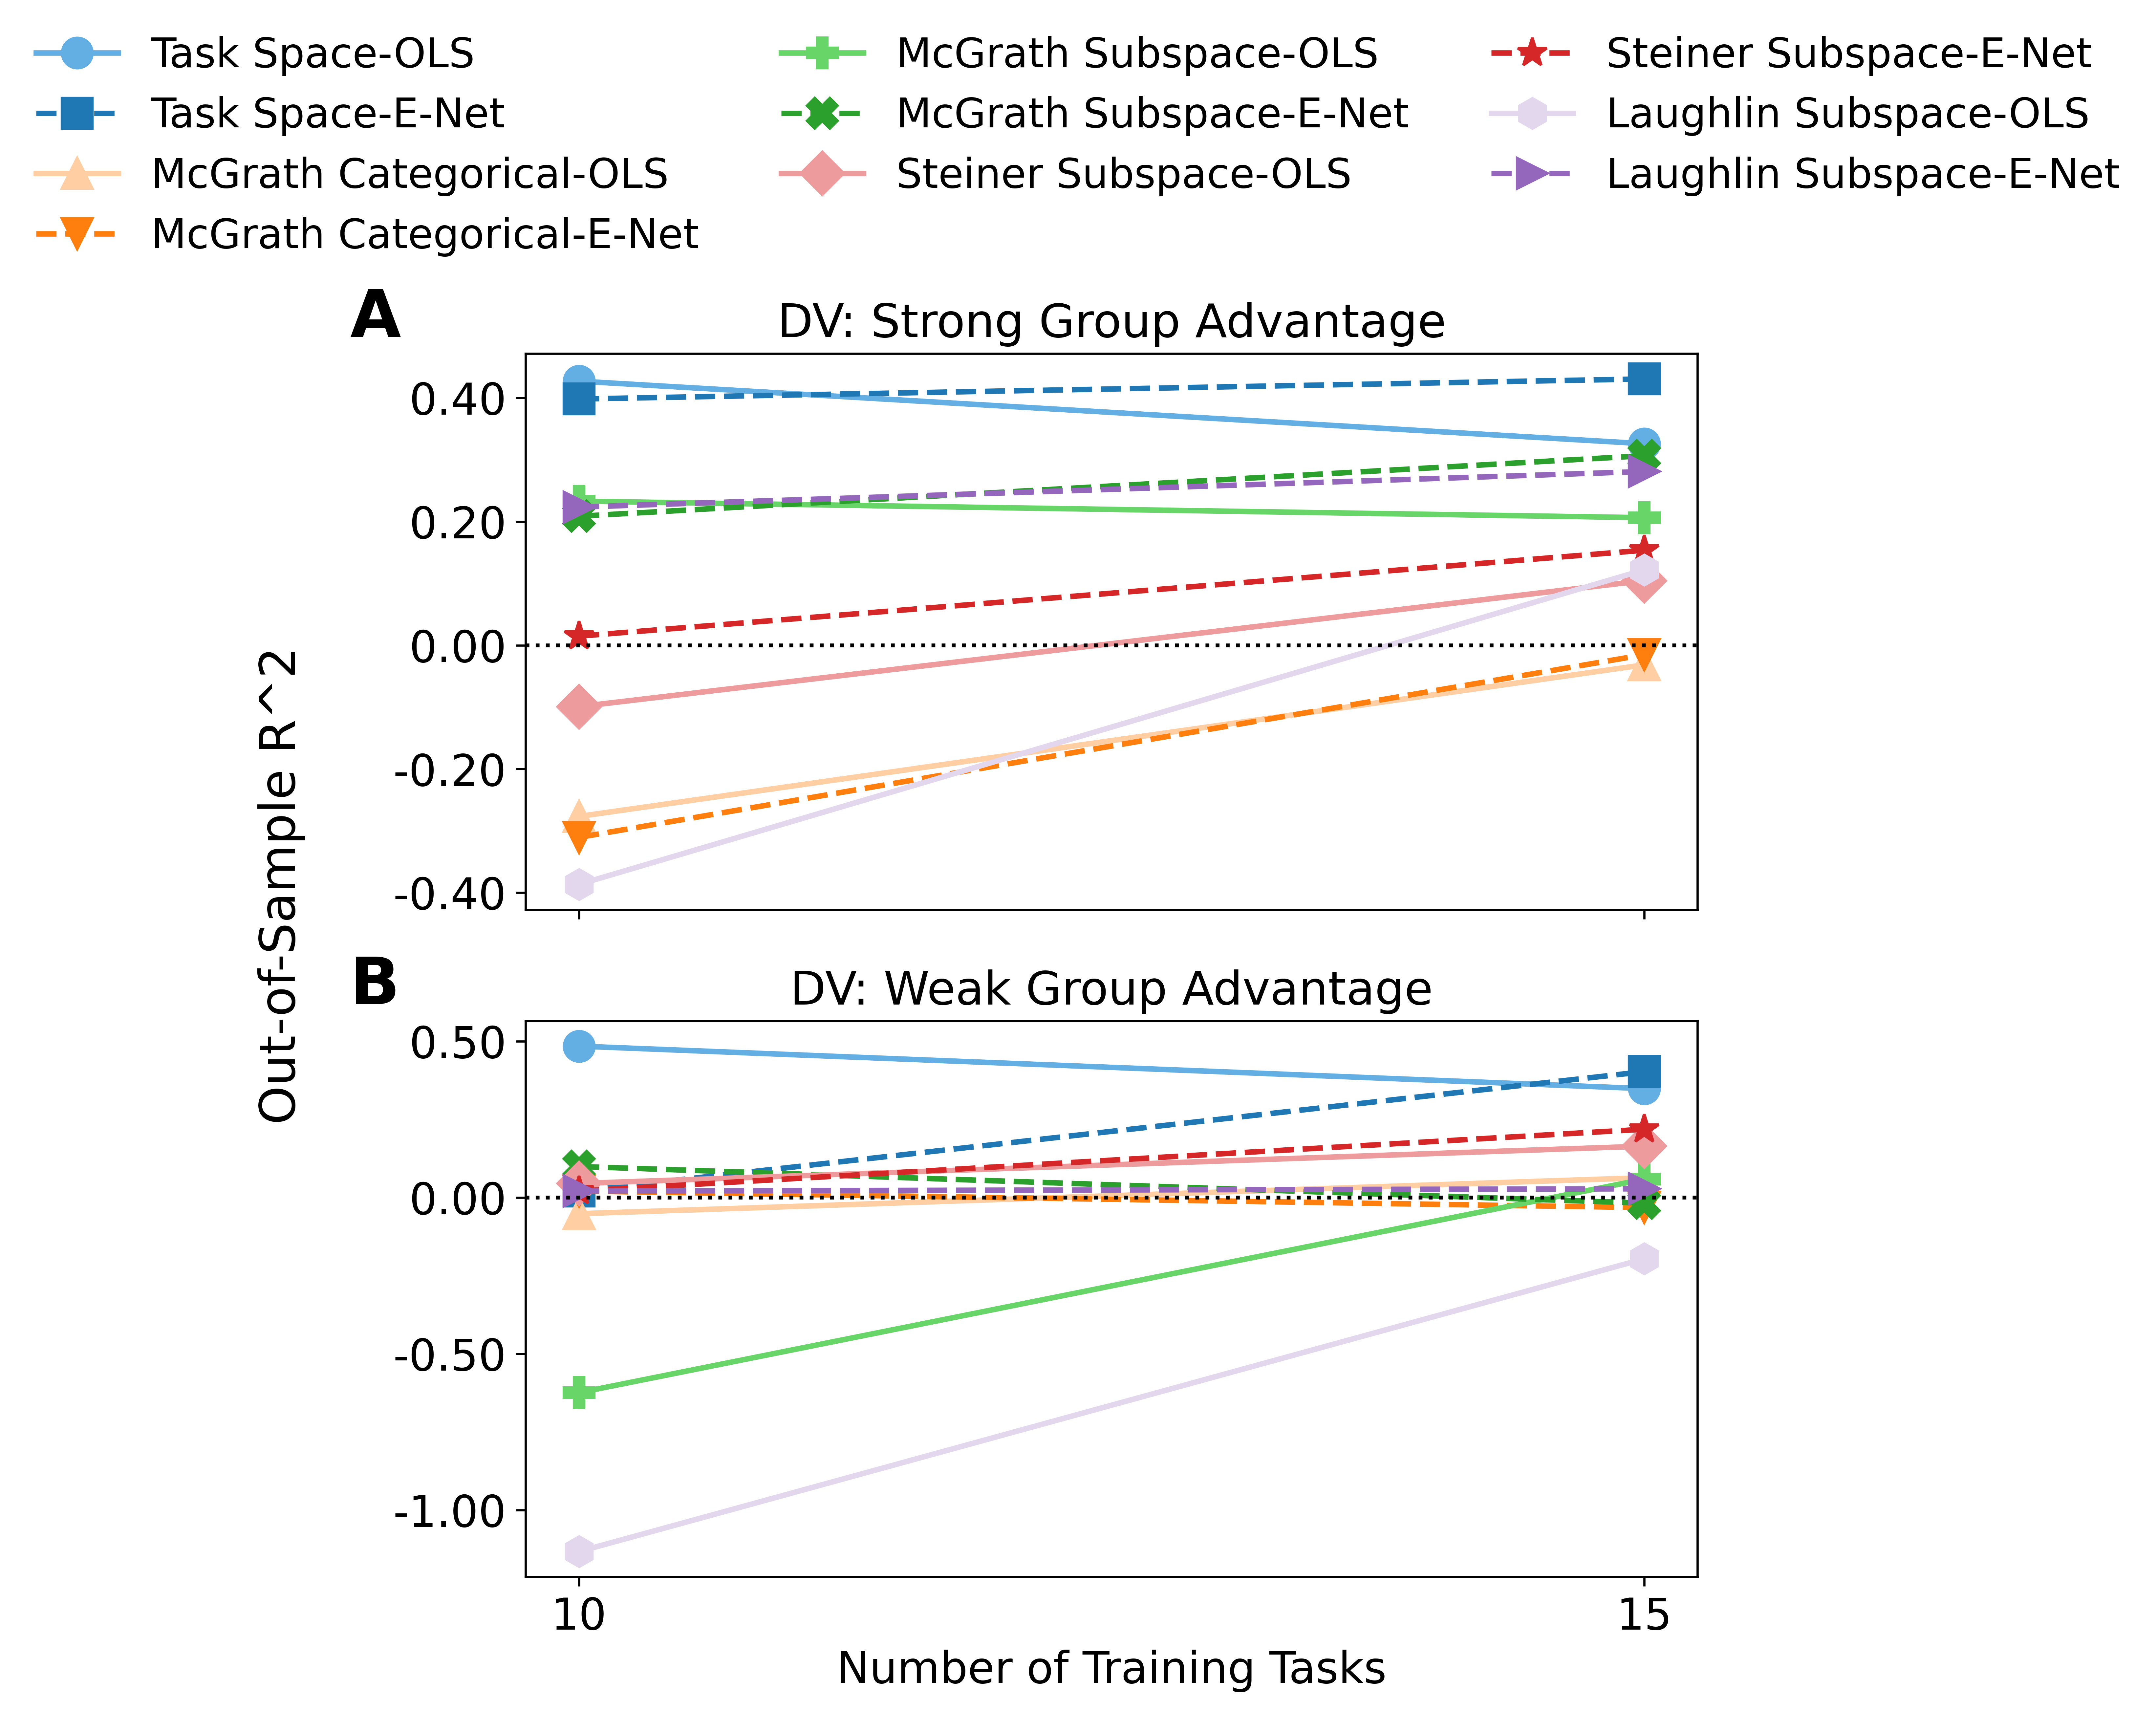 Task Space-OLS
Task Space-E-Net
McGrath Categorical-OLS
McGrath Categorical-E-Net
McGrath Subspace-OLS
McGrath Subspace-E-Net
Steiner Subspace-OLS
Steiner Subspace-E-Net
Laughlin Subspace-OLS
Laughlin Subspace-E-Net
A
DV: Strong Group Advantage
0.40
0.20
0.00
-0.20
-0.40
Out-of-Sample R^2
B
DV: Weak Group Advantage
0.50
0.00
-0.50
-1.00
10 15
Number of Training Tasks